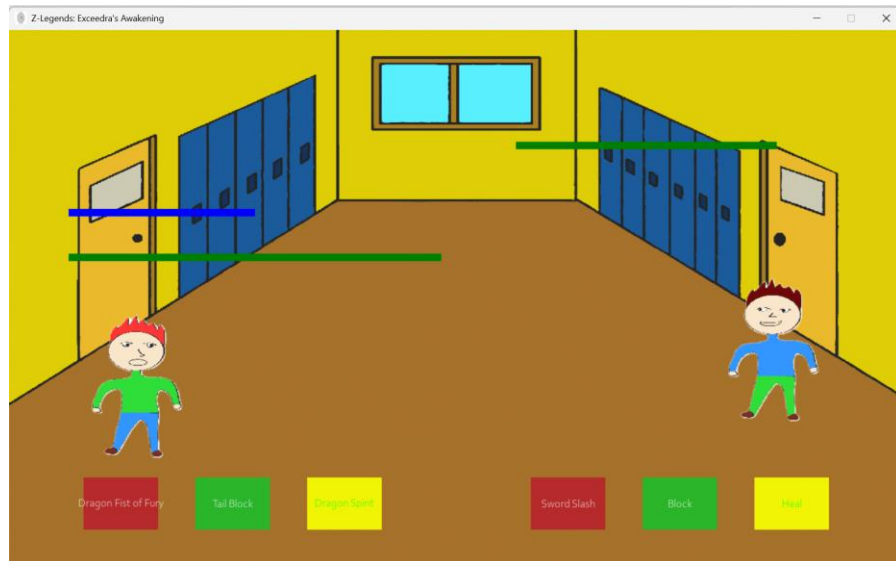 Z-Legends: Exceedra's Awakening
Dragon Fist of Fury
Tail Block
Dragon Spirit
Sword Slash
Block
Heal